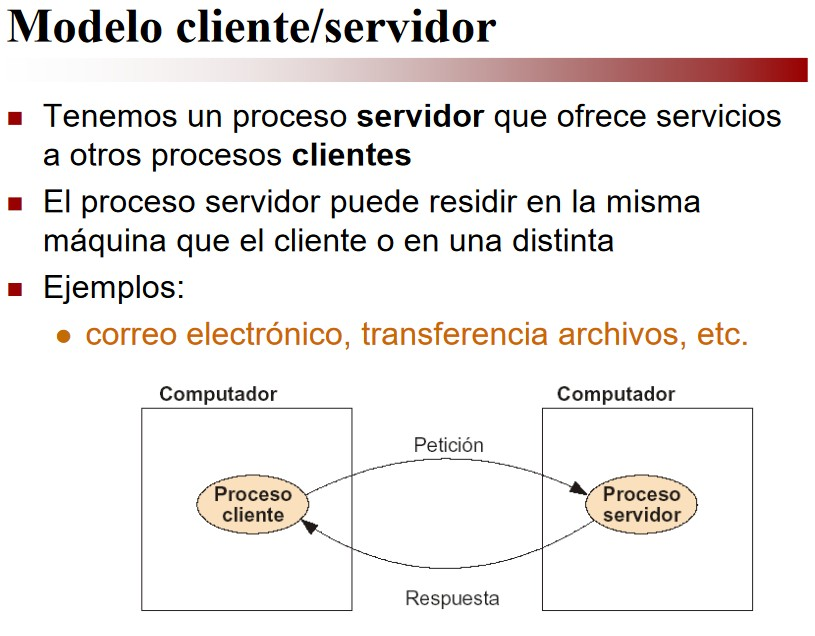 Modelo cliente/servidor
Tenemos un proceso servidor que ofrece servicios
a otros procesos clientes
El proceso servidor puede residir en la misma
máquina que el cliente o en una distinta
Ejemplos:
correo electrónico, transferencia archivos, etc.
Computador
Computador
Petición
Proceso
cliente
Proceso
servidor
Respuesta